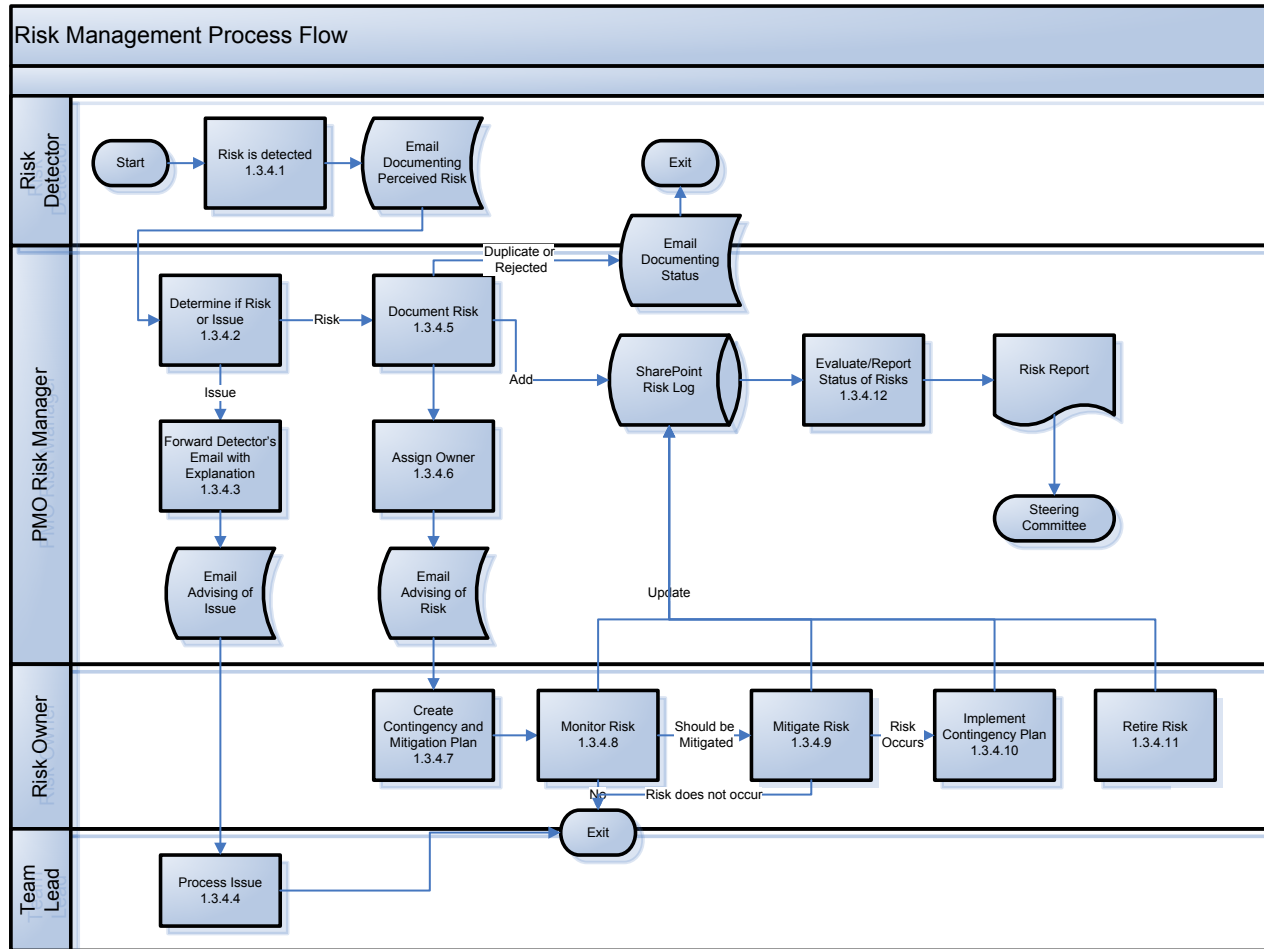 Risk Management Process Flow
Risk
Detector
Start
Risk is detected
1.3.4.1
Email
Documenting
Perceived Risk
Exit
PMO Risk Manager
Determine if Risk
or Issue
1.3.4.2
Risk
Document Risk
1.3.4.5
Duplicate or
Rejected
Email
Documenting
Status
Issue
Add
SharePoint
Risk Log
Evaluate/Report
Status of Risks
1.3.4.12
Risk Report
Forward Detector's
Email with
Explanation
1.3.4.3
Assign Owner
1.3.4.6
Steering
Committee
Email
Advising of
Issue
Email
Advising of
Risk
Update
Risk Owner
Create
Contingency and
Mitigation Plan
1.3.4.7
Monitor Risk
1.3.4.8
Should be
Mitigated
Mitigate Risk
1.3.4.9
Risk
Occurs
Implement
Contingency Plan
1.3.4.10
Retire Risk
1.3.4.11
No
Risk does not occur
Exit
Team
Lead
Process Issue
1.3.4.4